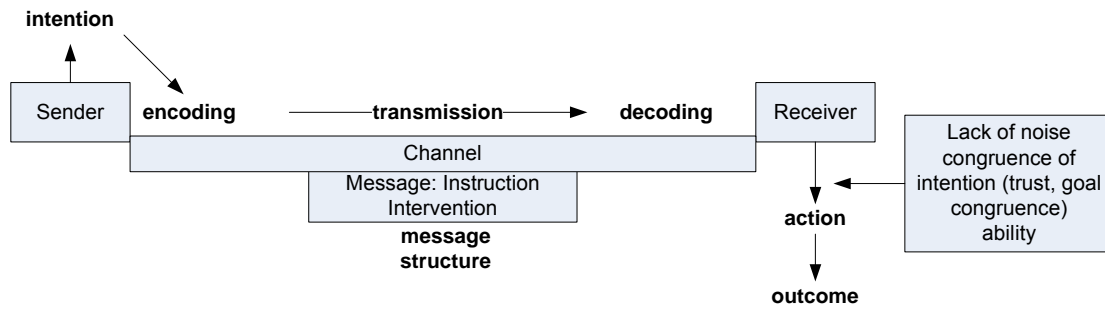 intention
Sender
encoding
transmission
decoding
Receiver
Channel
Message: Instruction
Intervention
message
structure
Lack of noise
congruence of
intention (trust, goal
congruence)
ability
action
outcome